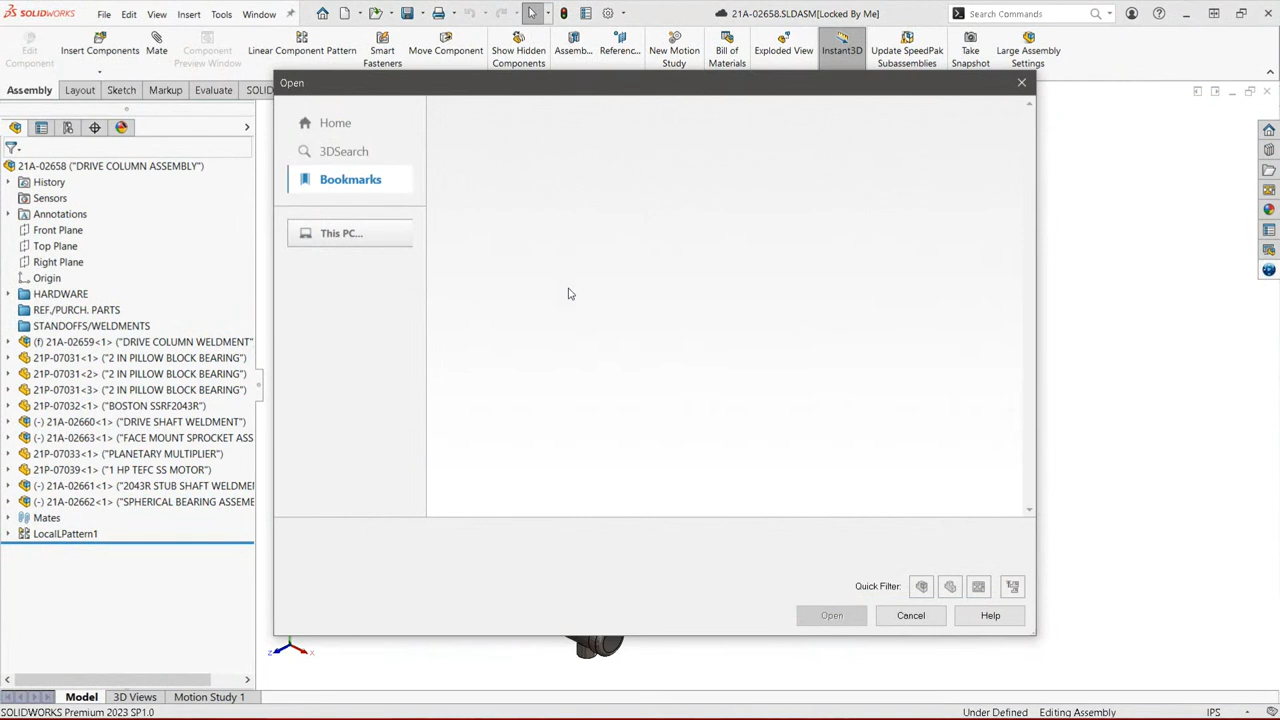 SOLIDWORKS File Edit View Insert Tools Window 21A-02658.SLDASM[Locked By Me] Search Commands
Edit Component
Insert Components
Mate
Component Preview Window
Linear Component Pattern
Smart Fasteners
Move Component
Show Hidden Components
Assemb...
Referenc...
New Motion Study
Bill of Materials
Exploded View
Instant3D
Update SpeedPak Subassemblies
Take Snapshot
Large Assembly Settings
Assembly Layout Sketch Markup Evaluate SOLID
Open
Home
3DSearch
Bookmarks
This PC...
21A-02658 ("DRIVE COLUMN ASSEMBLY")
History
Sensors
Annotations
Front Plane
Top Plane
Right Plane
Origin
HARDWARE
REF./PURCH. PARTS
STANDOFFS/WELDMENTS
(f) 21A-02659<1> ("DRIVE COLUMN WELDMENT"
21P-07031<1> ("2 IN PILLOW BLOCK BEARING")
21P-07031<2> ("2 IN PILLOW BLOCK BEARING")
21P-07031<3> ("2 IN PILLOW BLOCK BEARING")
21P-07032<1> ("BOSTON SSRF2043R")
(-) 21A-02660<1> ("DRIVE SHAFT WELDMENT")
(-) 21A-02663<1> ("FACE MOUNT SPROCKET ASS
21P-07033<1> ("PLANETARY MULTIPLIER")
21P-07039<1> ("1 HP TEFC SS MOTOR")
(-) 21A-02661<1> ("2043R STUB SHAFT WELDMEI
(-) 21A-02662<1> ("SPHERICAL BEARING ASSEME
Mates
LocalLPattern1
Quick Filter:
Open Cancel Help
z x
Model 3D Views Motion Study 1
SOLIDWORKS Premium 2023 SP1.0 Under Defined Editing Assembly IPS